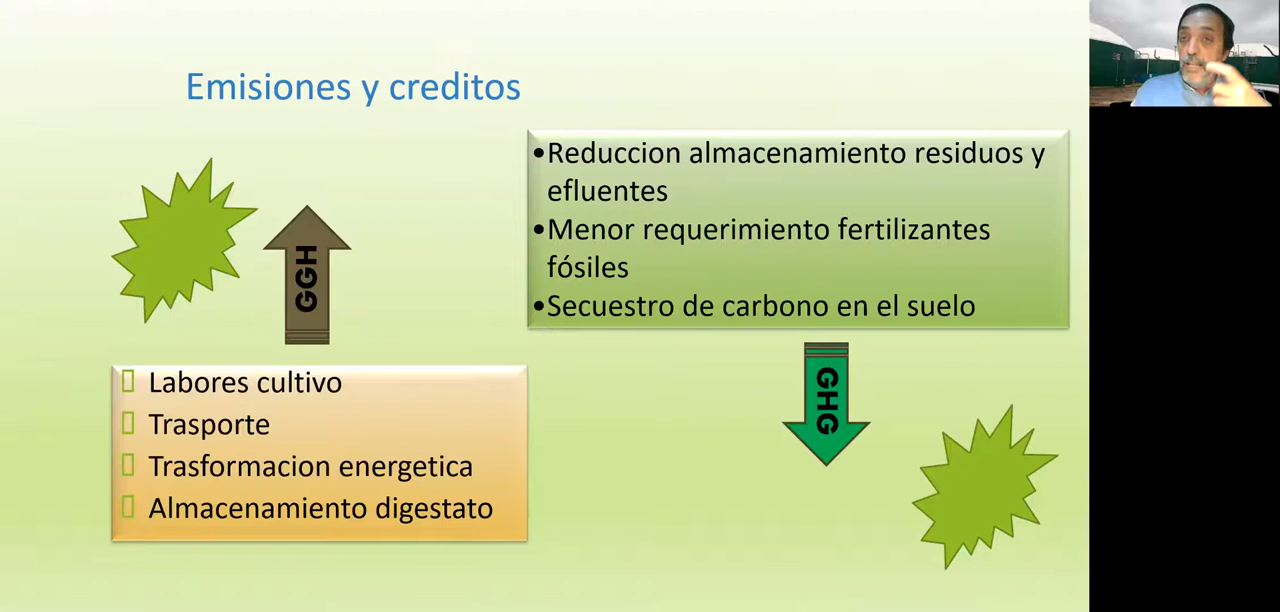 Emisiones y creditos
•Reduccion almacenamiento residuos y
efluentes
•Menor requerimiento fertilizantes
fósiles
•Secuestro de carbono en el suelo
GGH
GHG
Labores cultivo
Trasporte
Trasformacion energetica
Almacenamiento digestato